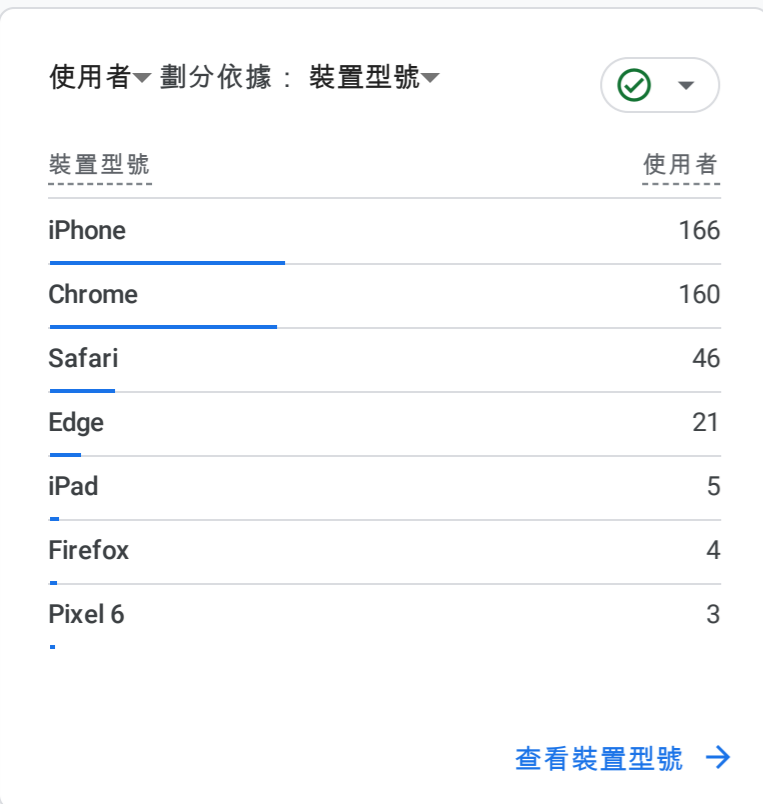 使用者 劃分依據： 裝置型號
裝置型號 使用者
iPhone 166
Chrome 160
Safari 46
Edge 21
iPad 5
Firefox 4
Pixel 6 3
查看裝置型號